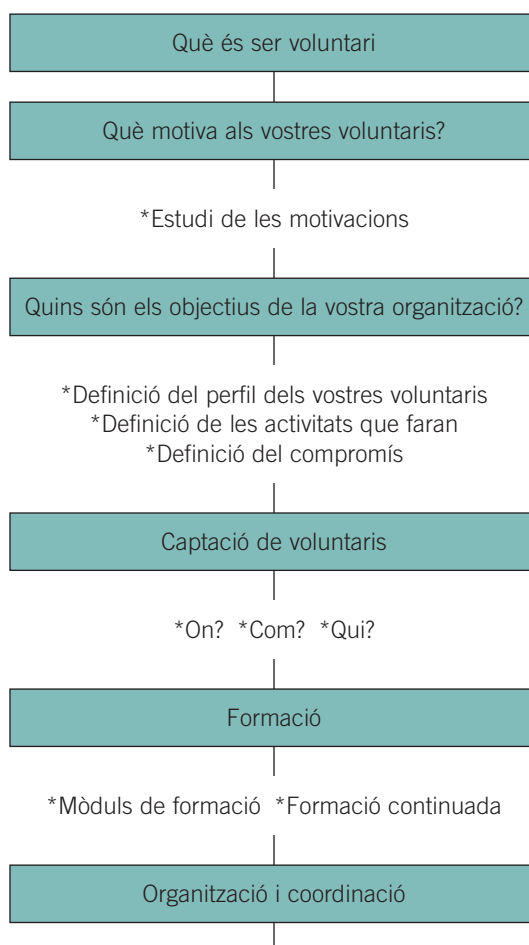 Què és ser voluntari
Què motiva als vostres voluntaris?
*Estudi de les motivacions
Quins són els objectius de la vostra organització?
*Definició del perfil dels vostres voluntaris
*Definició de les activitats que faran
*Definició del compromís
Captació de voluntaris
*On? *Com? *Qui?
Formació
*Mòduls de formació *Formació continuada
Organització i coordinació